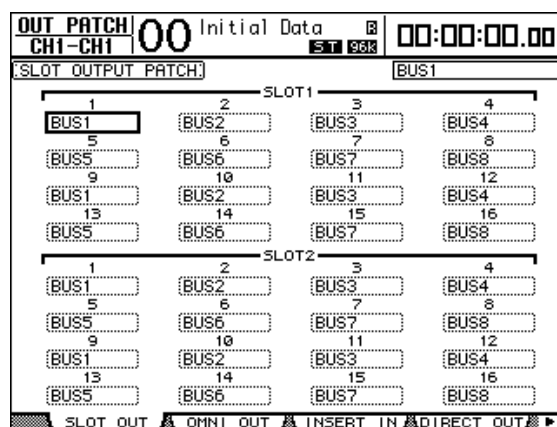 OUT PATCH 00 Initial Data R 00:00:00.00
CH1-CH1 ST 96k
SLOT OUTPUT PATCH BUS1
SLOT1
1 2 3 4
BUS1 BUS2 BUS3 BUS4
5 6 7 8
BUS5 BUS6 BUS7 BUS8
9 10 11 12
BUS1 BUS2 BUS3 BUS4
13 14 15 16
BUS5 BUS6 BUS7 BUS8
SLOT2
1 2 3 4
BUS1 BUS2 BUS3 BUS4
5 6 7 8
BUS5 BUS6 BUS7 BUS8
9 10 11 12
BUS1 BUS2 BUS3 BUS4
13 14 15 16
BUS5 BUS6 BUS7 BUS8
SLOT OUT OMNI OUT INSERT IN DIRECT OUT